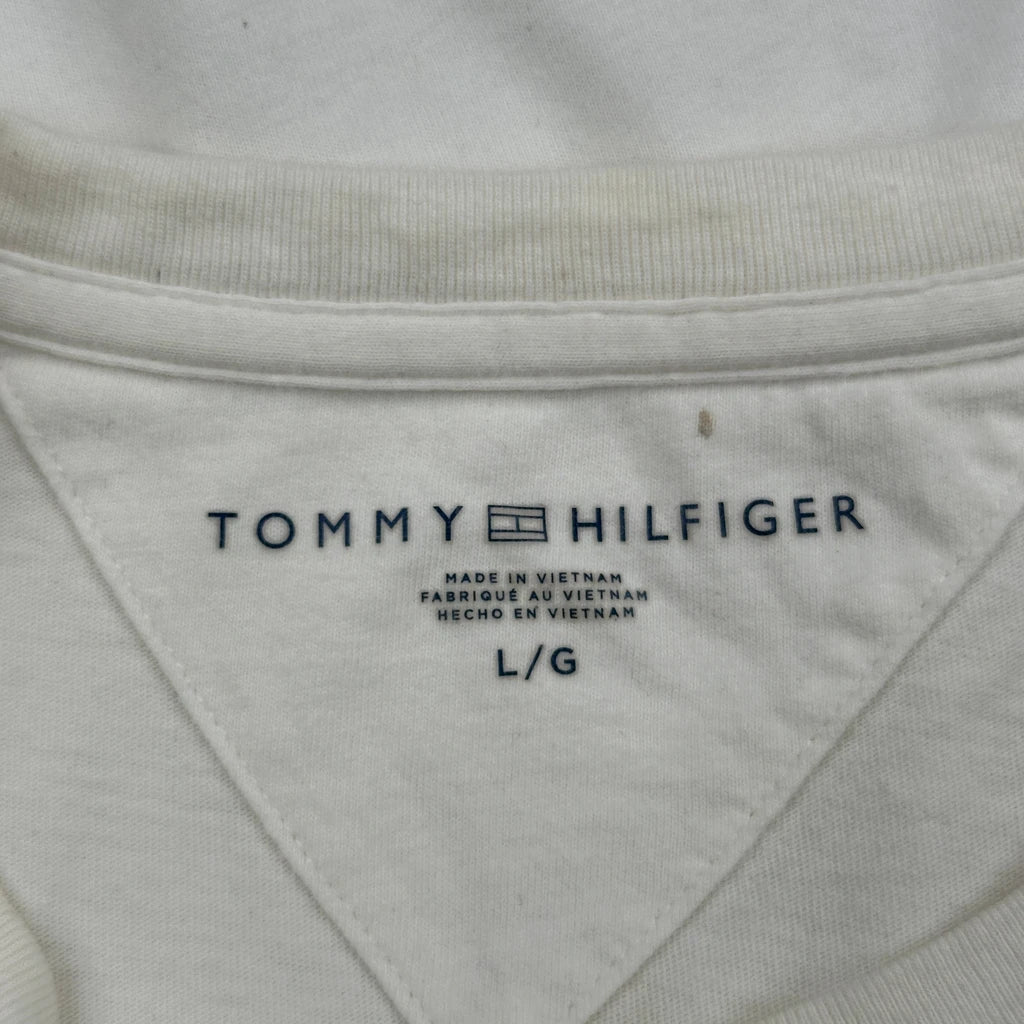 TOMMY HILFIGER
MADE IN VIETNAM
FABRIQUÉ AU VIETNAM
HECHO EN VIETNAM
L/G